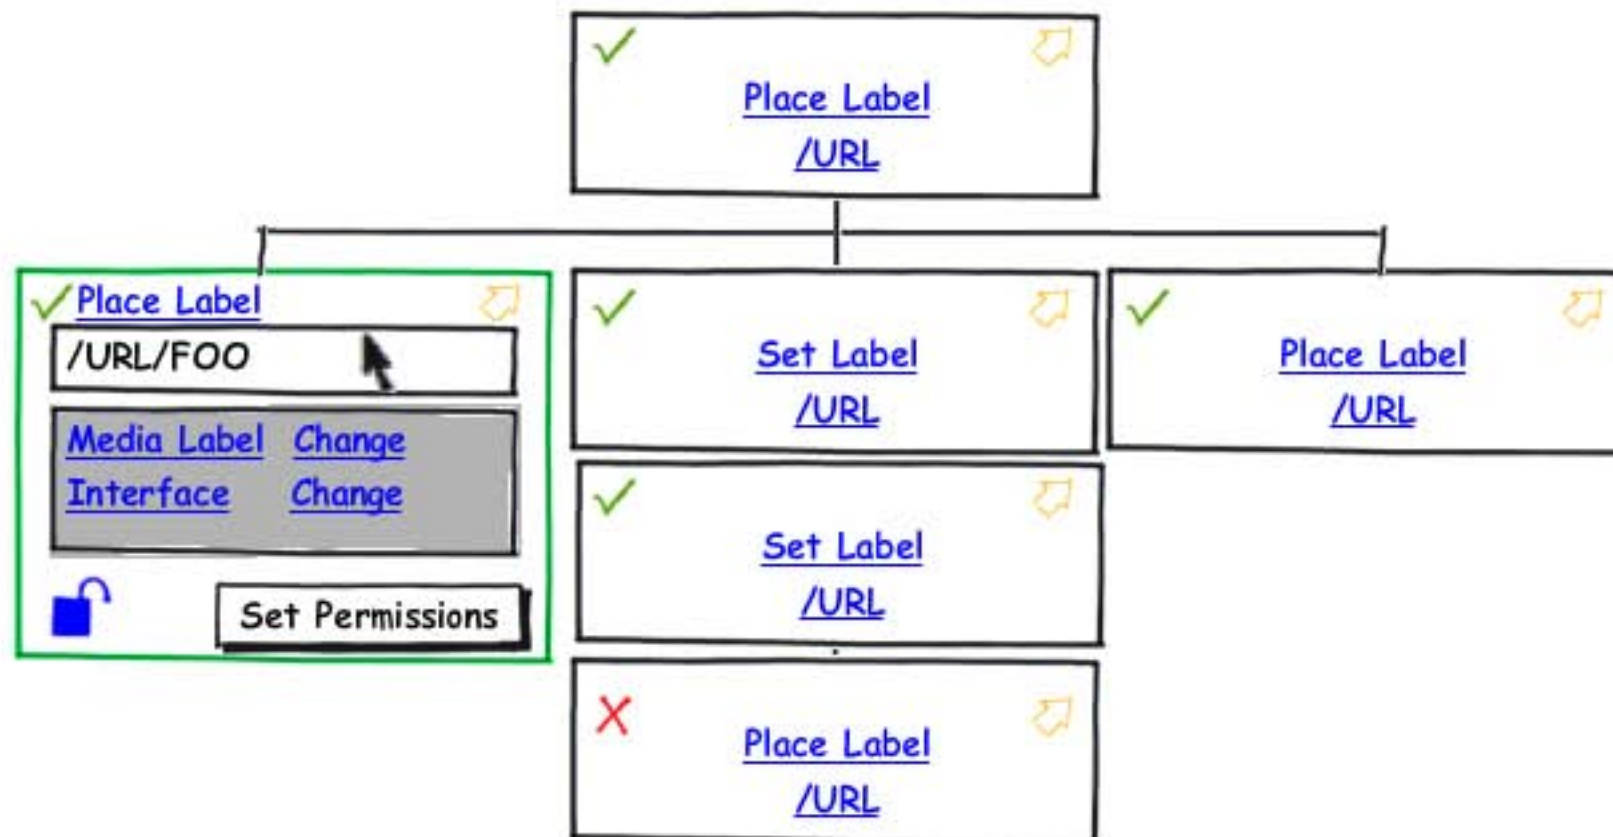 Place Label
/URL
Place Label
/URL/FOO
Media Label Change
Interface Change
Set Permissions
Set Label
/URL
Set Label
/URL
Place Label
/URL
Place Label
/URL